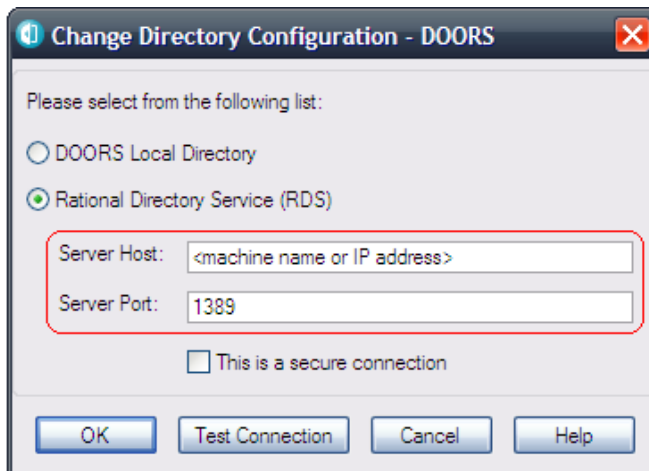 Change Directory Configuration - DOORS
Please select from the following list:
DOORS Local Directory
Rational Directory Service (RDS)
Server Host: <machine name or IP address>
Server Port: 1389
This is a secure connection
OK Test Connection Cancel Help